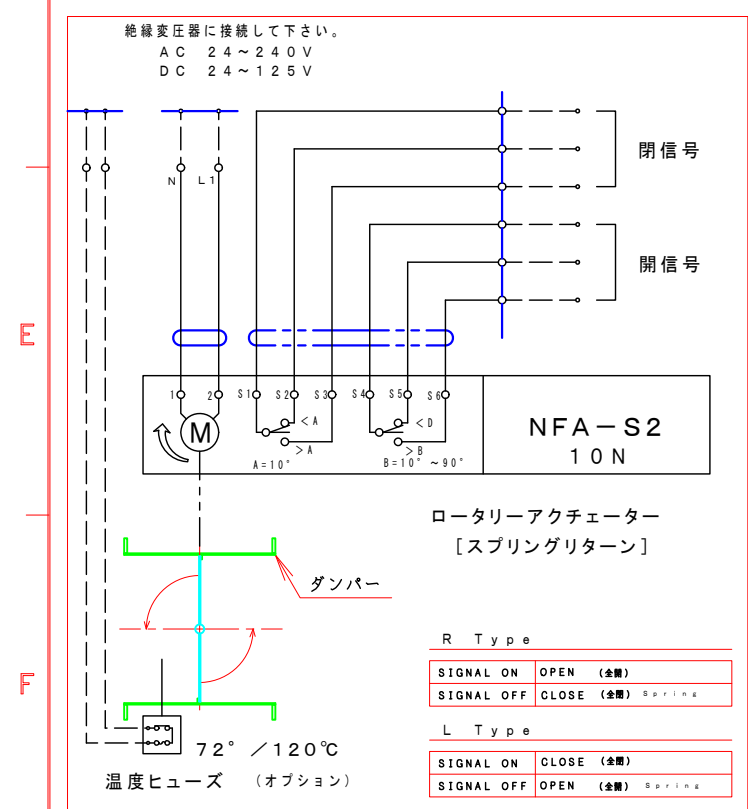 絶縁変圧器に接続して下さい。
AC 24~240V
DC 24~125V
閉信号
N L1
開信号
E
1 2 S1 S2 S3 S4 S5 S6
M
<A
>A
A=10°
<D
>B
B=10° ~90°
NFA-S2
10N
ロータリーアクチェーター
[スプリングリターン]
ダンパー
R Type
SIGNAL ON OPEN (全開)
SIGNAL OFF CLOSE (全閉) Spring
F
L Type
SIGNAL ON CLOSE (全閉)
SIGNAL OFF OPEN (全開) Spring
72° /120℃
温度ヒューズ (オプション)